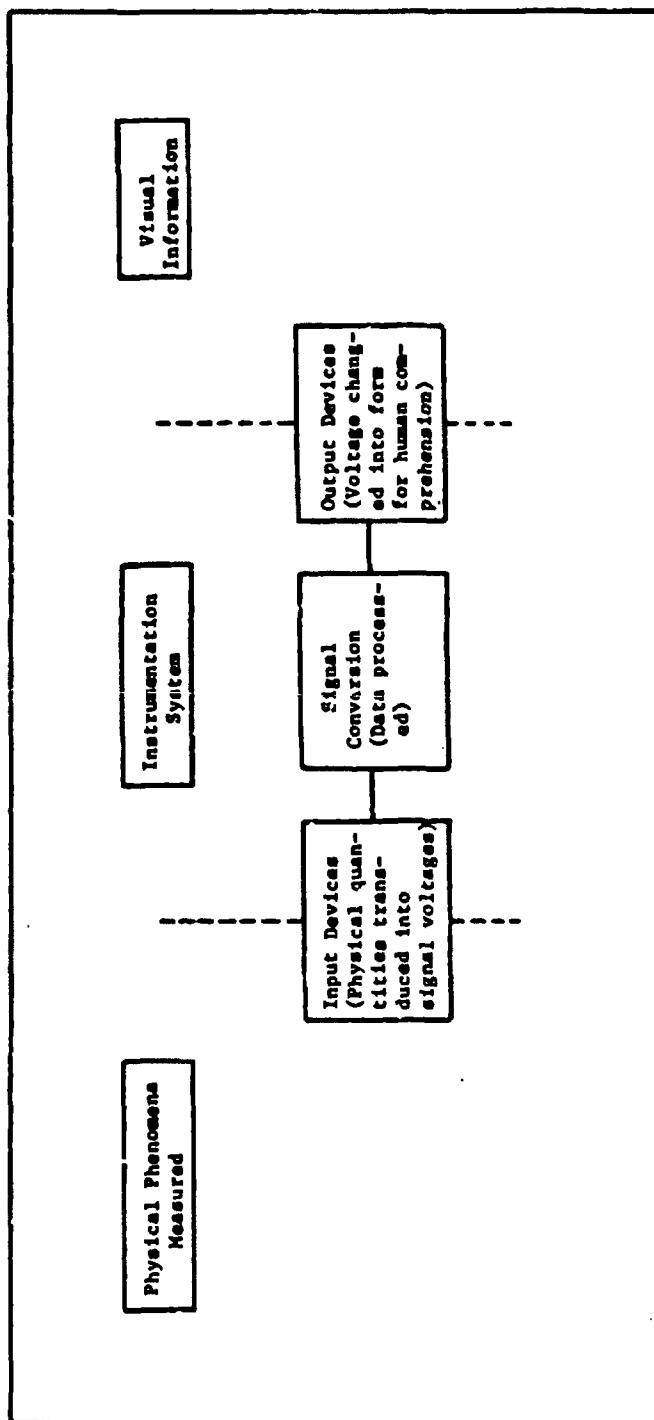 Physical Phenomena
Measured
Instrumentation
System
Visual
Information
Input Devices
(Physical quan-
tities trans-
duced into
signal voltages)
Signal
Conversion
(Data process-
ed)
Output Devices
(Voltage chang-
ed into form
for human com-
prehension)